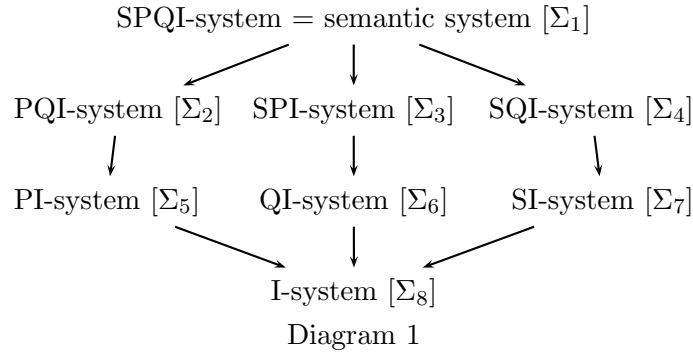 SPQI-system = semantic system [Σ₁]
PQI-system [Σ₂] SPI-system [Σ₃] SQI-system [Σ₄]
PI-system [Σ₅] QI-system [Σ₆] SI-system [Σ₇]
I-system [Σ₈]
Diagram 1